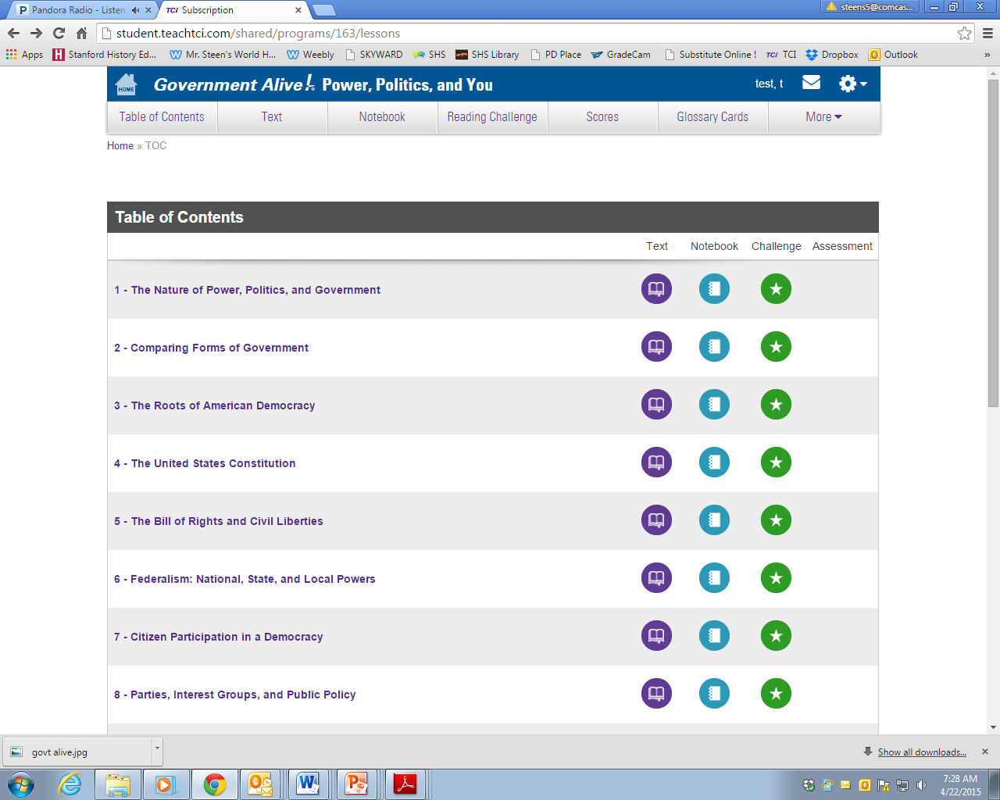 Pandora Radio - Listen
TCi Subscription
steens5@comcas...
student.teachtci.com/shared/programs/163/lessons
Apps Stanford History Ed... Mr. Steen's World H... Weebly SKYWARD SHS SHS Library PD Place GradeCam Substitute Online ! TCi TCI Dropbox Outlook »
HOME Government Alive! Power, Politics, and You test, t
Table of Contents Text Notebook Reading Challenge Scores Glossary Cards More
Home » TOC
Table of Contents
Text Notebook Challenge Assessment
1 - The Nature of Power, Politics, and Government
2 - Comparing Forms of Government
3 - The Roots of American Democracy
4 - The United States Constitution
5 - The Bill of Rights and Civil Liberties
6 - Federalism: National, State, and Local Powers
7 - Citizen Participation in a Democracy
8 - Parties, Interest Groups, and Public Policy
govt alive.jpg Show all downloads...
7:28 AM
4/22/2015